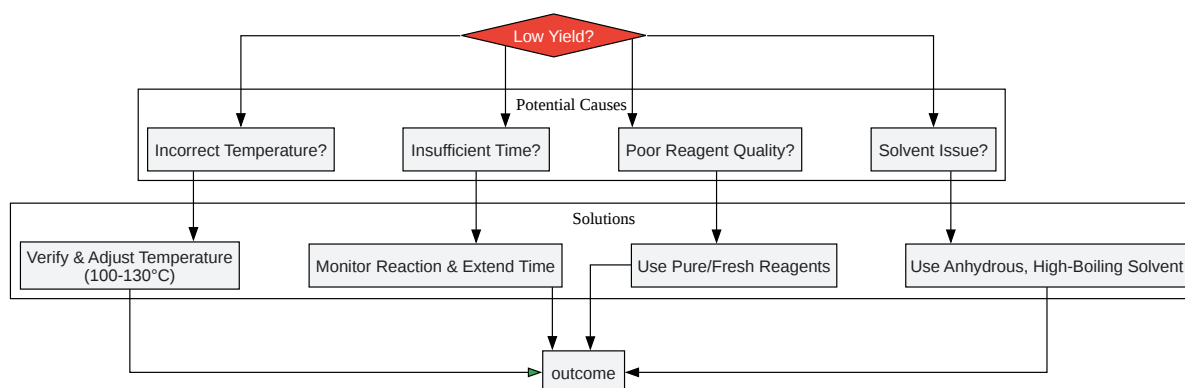 Low Yield?
Potential Causes
Incorrect Temperature?
Insufficient Time?
Poor Reagent Quality?
Solvent Issue?
Solutions
Verify & Adjust Temperature
(100-130°C)
Monitor Reaction & Extend Time
Use Pure/Fresh Reagents
Use Anhydrous, High-Boiling Solvent
outcome